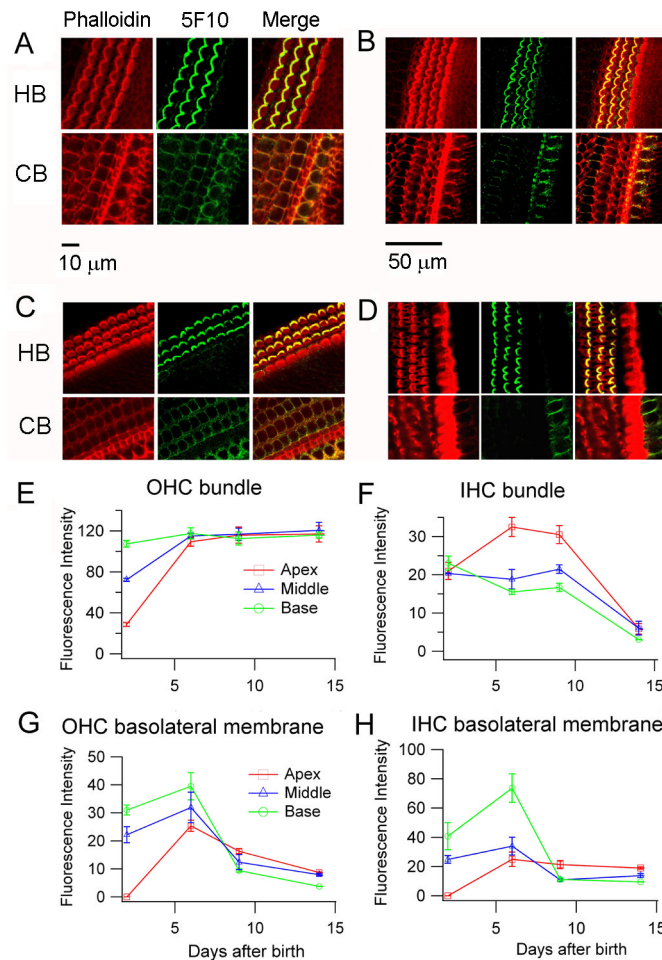 Phalloidin 5F10 Merge
A
B
HB
CB
10 μm
50 μm
C
D
HB
CB
E
OHC bundle
F
IHC bundle
Fluorescence Intensity
120
80
40
0
Apex
Middle
Base
5 10 15
Fluorescence Intensity
30
20
10
0
5 10 15
G
OHC basolateral membrane
H
IHC basolateral membrane
Fluorescence Intensity
50
40
30
20
10
0
Apex
Middle
Base
5 10 15
Days after birth
Fluorescence Intensity
100
80
60
40
20
0
5 10 15
Days after birth